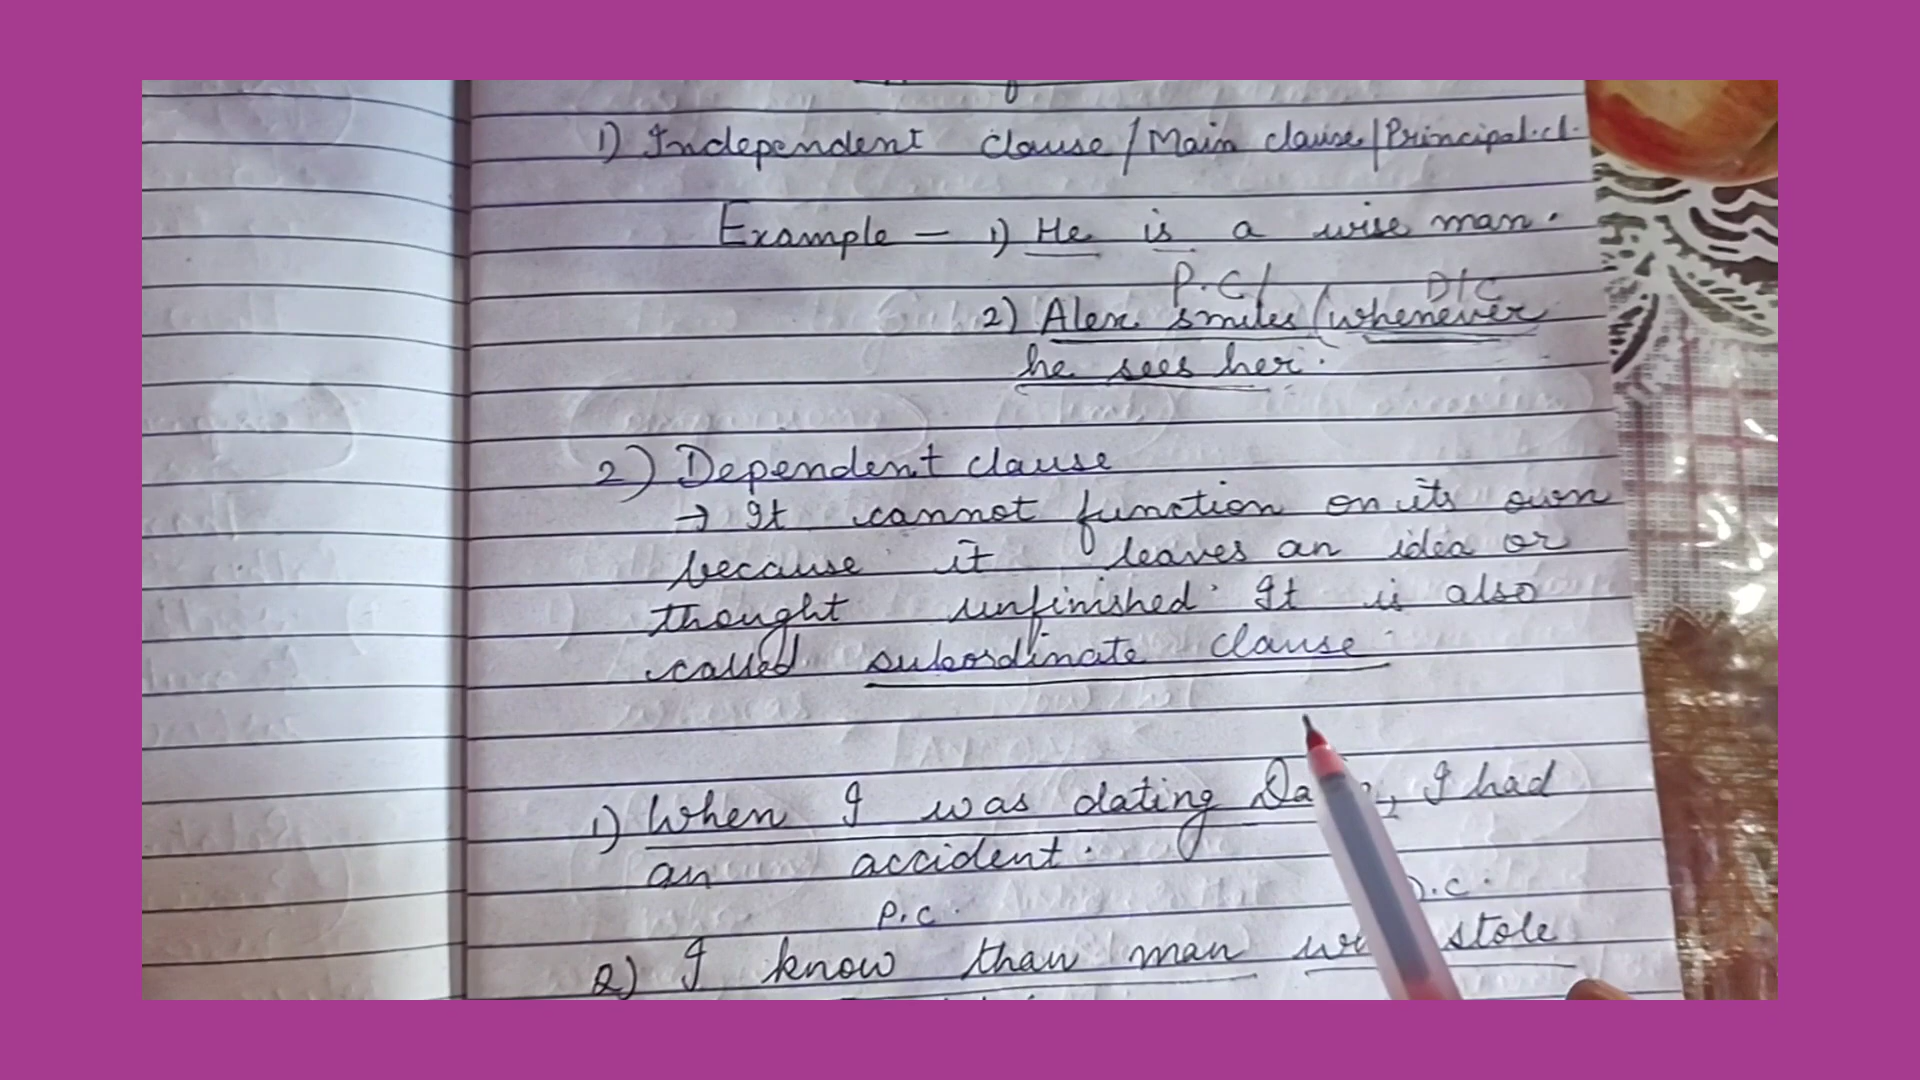 1) Independent clause/Main clause/Principal.cl.
Example - 1) He is a wise man.
P.C/ D/C
2) Alex smiles (whenever
he sees her.
2) Dependent clause
→ It cannot function on its own
because it leaves an idea or
thought unfinished. It is also
called subordinate clause.
1) When I was dating , I had
an accident.
P.C. .C.
2) I know man stole